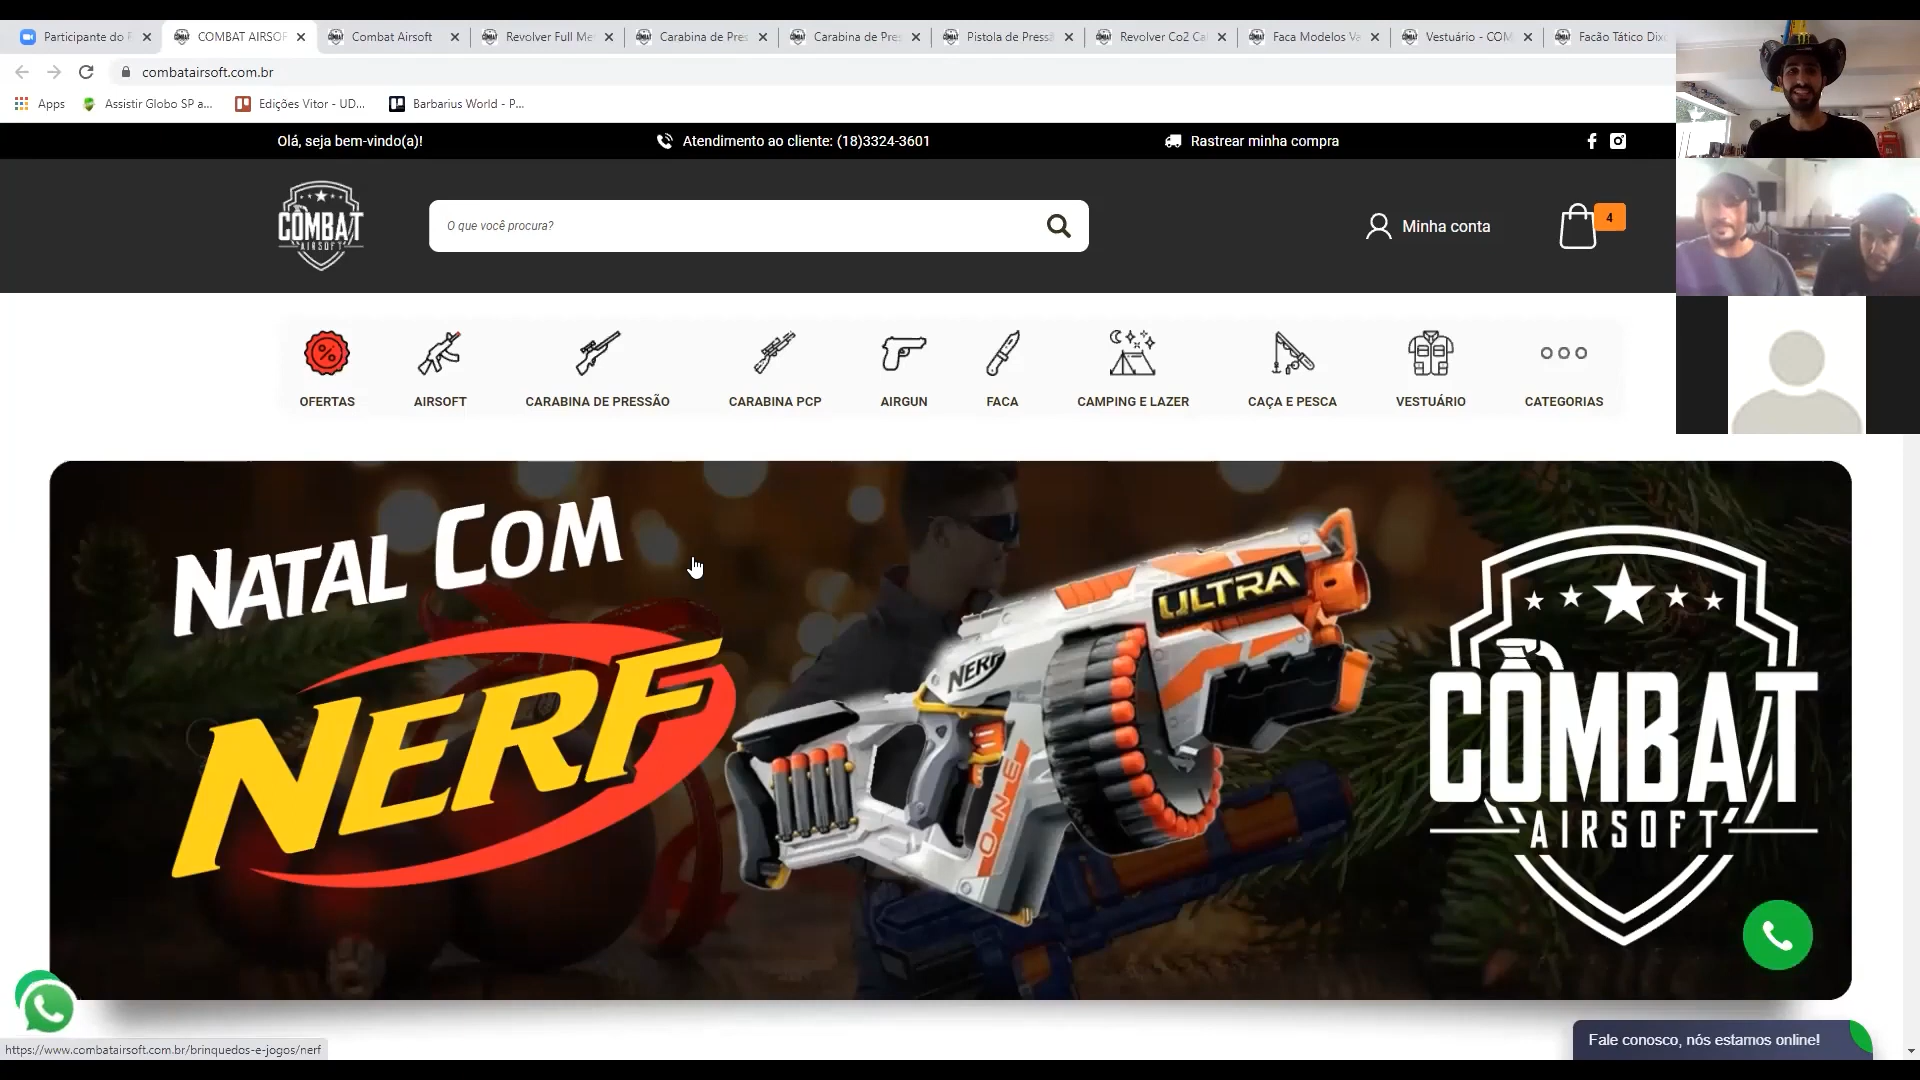 Participante do
COMBAT AIRSOF
Combat Airsoft
Revolver Full Me
Carabina de Pres
Carabina de Pres
Pistola de Pressã
Revolver Co2 Cal
Faca Modelos Va
Vestuário - COM
Facão Tático Dix
combatairsoft.com.br
Apps
Assistir Globo SP a...
Edições Vitor - UD...
Barbarius World - P...
Olá, seja bem-vindo(a)!
Atendimento ao cliente: (18)3324-3601
Rastrear minha compra
COMBAT
AIRSOFT
O que você procura?
Minha conta
4
OFERTAS
AIRSOFT
CARABINA DE PRESSÃO
CARABINA PCP
AIRGUN
FACA
CAMPING E LAZER
CAÇA E PESCA
VESTUÁRIO
CATEGORIAS
NATAL COM
NERF
ULTRA
NERF
ONE
COMBAT
AIRSOFT
Fale conosco, nós estamos online!
https://www.combatairsoft.com.br/brinquedos-e-jogos/nerf